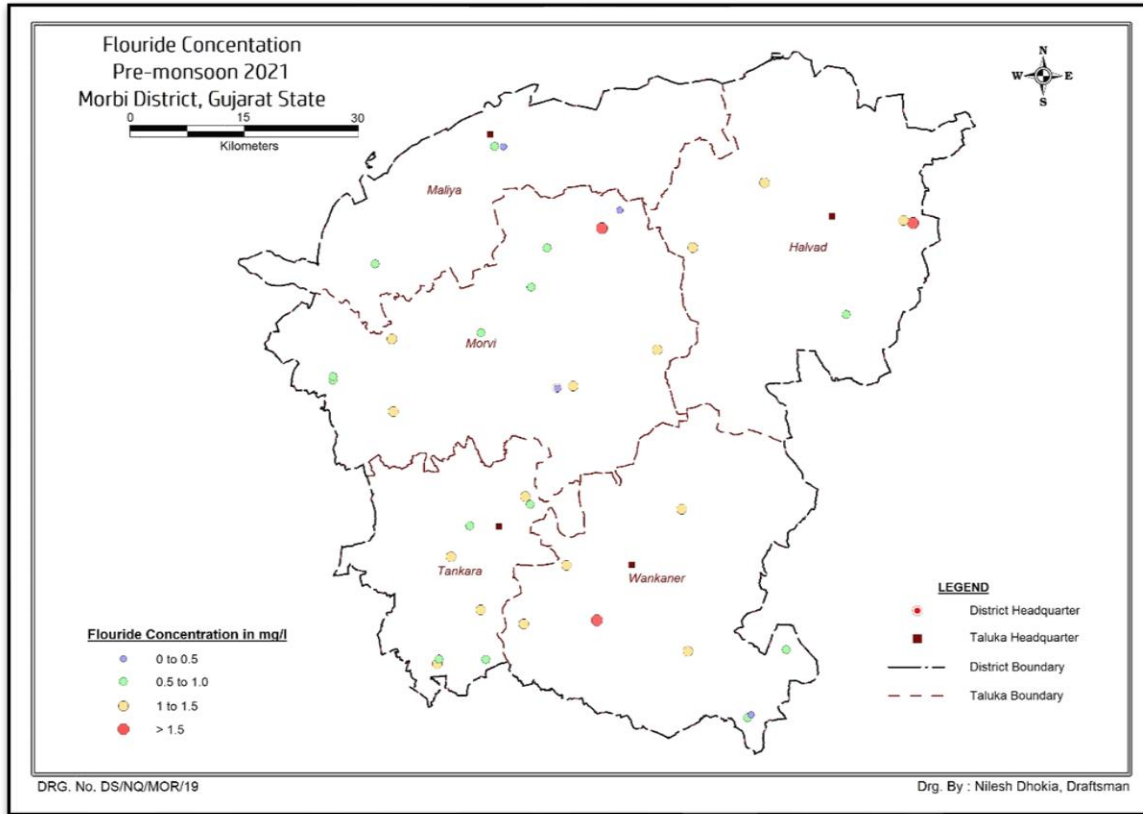 Flouride Concentation
Pre-monsoon 2021
Morbi District, Gujarat State
0 15 30
Kilometers
N
W E
S
Maliya
Halvad
Morvi
Tankara
Wankaner
Flouride Concentration in mg/l
0 to 0.5
0.5 to 1.0
1 to 1.5
> 1.5
LEGEND
District Headquarter
Taluka Headquarter
District Boundary
Taluka Boundary
DRG. No. DS/NQ/MOR/19
Drg. By : Nilesh Dhokia, Draftsman